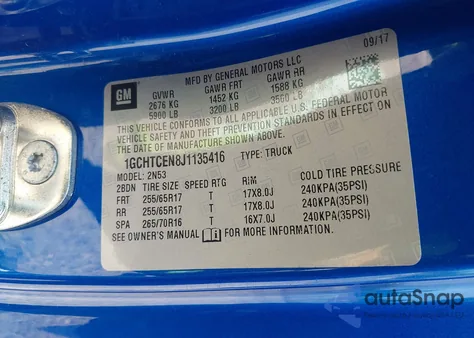 09/17
MFD BY GENERAL MOTORS LLC
GM GVWR GAWR FRT GAWR RR
2676 KG 1452 KG 1588 KG
5900 LB 3200 LB 3500 LB
THIS VEHICLE CONFORMS TO ALL APPLICABLE U.S. FEDERAL MOTOR
VEHICLE SAFETY AND THEFT PREVENTION STANDARDS IN EFFECT ON
THE DATE OF MANUFACTURE SHOWN ABOVE.
1GCHTCEN8J1135416 TYPE: TRUCK
MODEL: 2N53
2BDN TIRE SIZE SPEED RTG RIM COLD TIRE PRESSURE
FRT 255/65R17 T 17X8.0J 240KPA(35PSI)
RR 255/65R17 T 17X8.0J 240KPA(35PSI)
SPA 265/70R16 T 16X7.0J 240KPA(35PSI)
SEE OWNER'S MANUAL FOR MORE INFORMATION
autoSnap